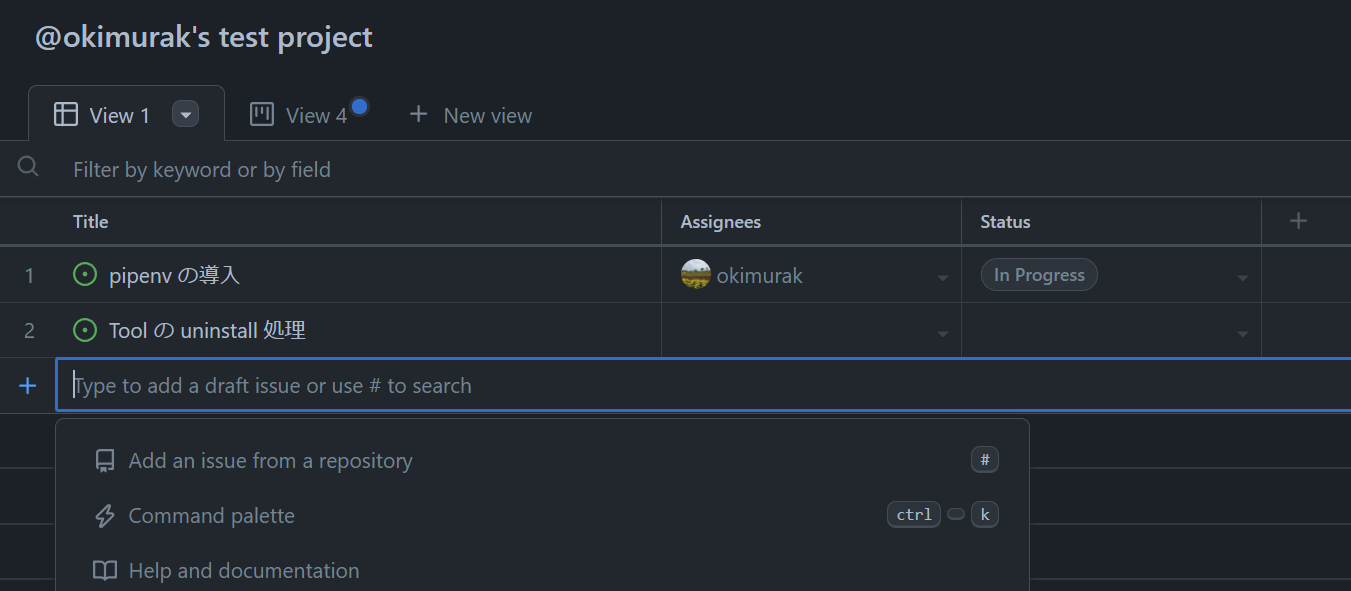 @okimurak's test project
View 1 View 4 New view
Filter by keyword or by field
Title Assignees Status
1 pipenv の導入 okimurak In Progress
2 Tool の uninstall 処理
Type to add a draft issue or use # to search
Add an issue from a repository #
Command palette ctrl k
Help and documentation